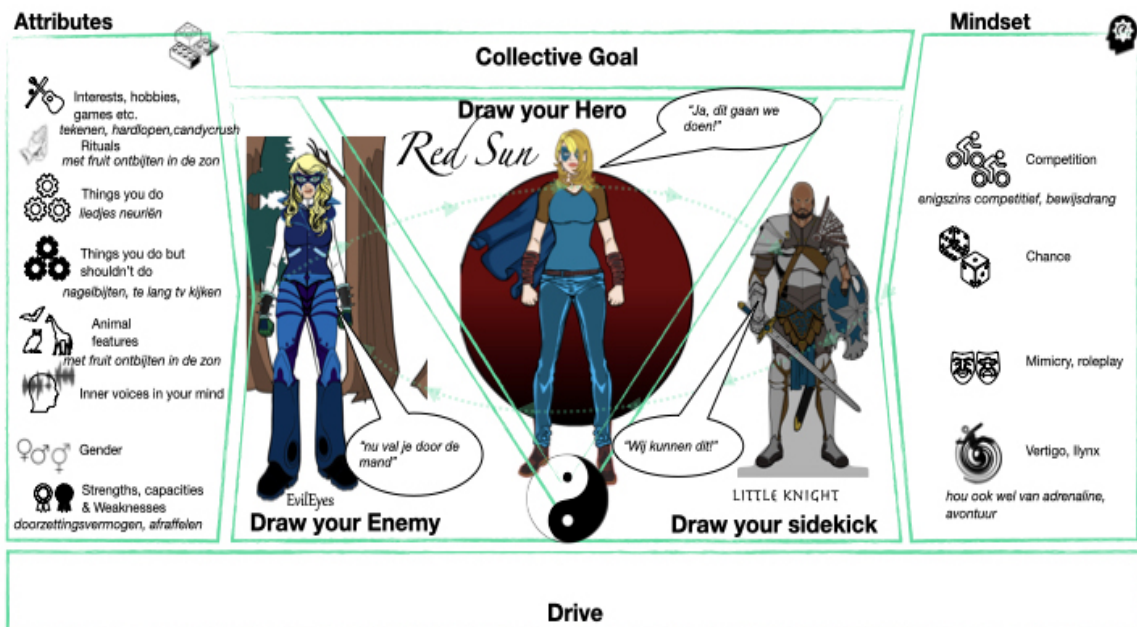 Attributes
Interests, hobbies,
games etc.
tekenen, hardlopen,candycrush
Rituals
met fruit ontbijten in de zon
Things you do
liedjes neuriën
Things you do but
shouldn't do
nagelbijten, te lang tv kijken
Animal
features
met fruit ontbijten in de zon
Inner voices in your mind
Gender
Strengths, capacities
& Weaknesses
doorzettingsvermogen, afraffelen
Collective Goal
Draw your Hero
Red Sun
"Ja, dit gaan we
doen!"
"nu val je door de
mand"
"Wij kunnen dit!"
EvilEyes
Draw your Enemy
LITTLE KNIGHT
Draw your sidekick
Mindset
Competition
enigszins competitief, bewijsdrang
Chance
Mimicry, roleplay
Vertigo, Ilynx
hou ook wel van adrenaline,
avontuur
Drive